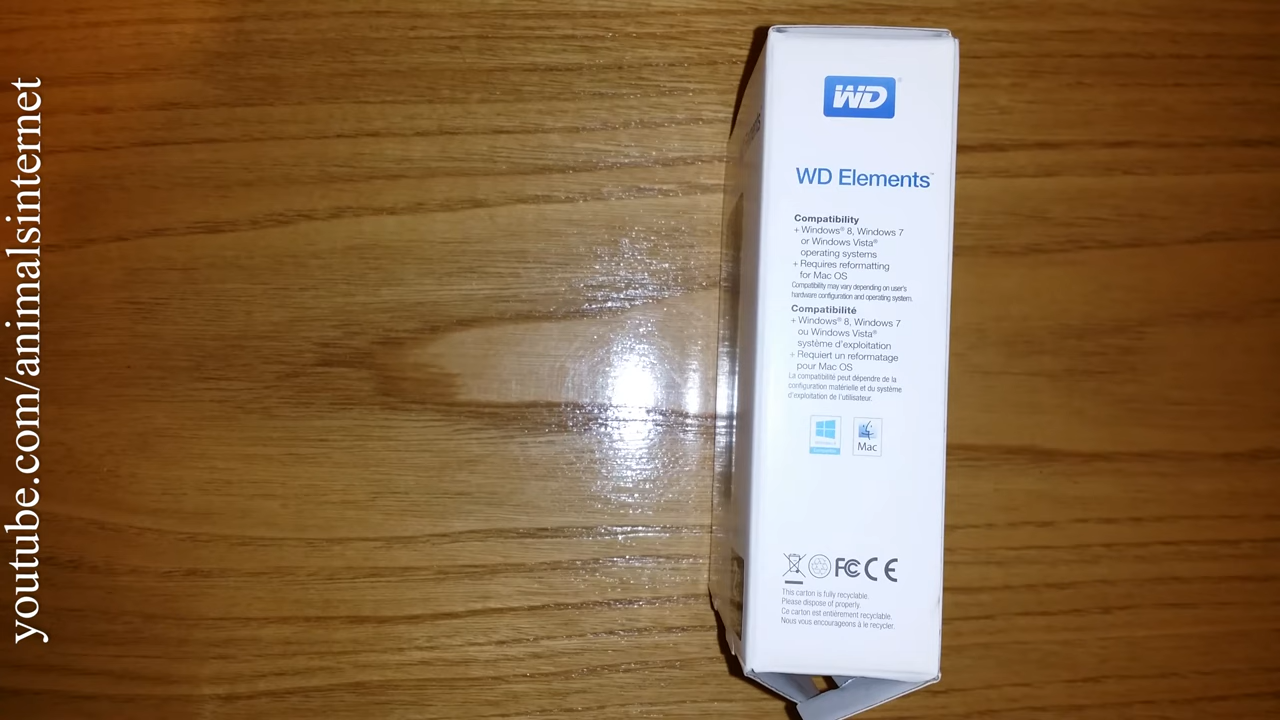 youtube.com/animalsinternet
WD®
WD Elements™
Compatibility
+ Windows® 8, Windows 7
or Windows Vista®
operating systems
+ Requires reformatting
for Mac OS
Compatibility may vary depending on user's
hardware configuration and operating system.
Compatibilité
+ Windows® 8, Windows 7
ou Windows Vista®
système d'exploitation
+ Requiert un reformatage
pour Mac OS
La compatibilité peut dépendre de la
configuration matérielle et du système
d'exploitation de l'utilisateur.
Mac
FC CE
This carton is fully recyclable.
Please dispose of properly.
Ce carton est entièrement recyclable.
Nous vous encourageons à le recycler.